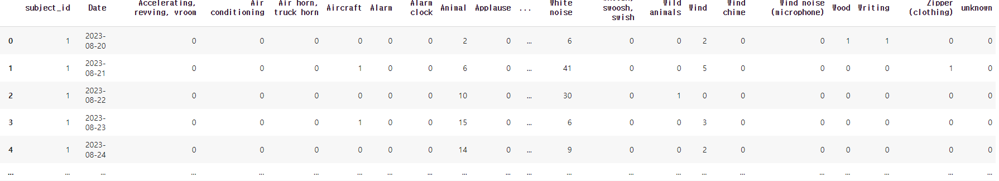 subject_id Date Accelerating, revving, vroom Air conditioning Air horn, truck horn Aircraft Alarm Alarm clock Animal Applause ... White noise swoosh, swish Wild animals Wind Wind chime Wind noise (microphone) Wood Writing Zipper (clothing) unknown
0 1 2023-08-20 0 0 0 0 0 0 2 0 ... 6 0 0 2 0 0 1 1 0 0
1 1 2023-08-21 0 0 0 1 0 0 6 0 ... 41 0 0 5 0 0 0 0 1 0
2 1 2023-08-22 0 0 0 0 0 0 10 0 ... 30 0 1 0 0 0 0 0 0 0
3 1 2023-08-23 0 0 0 1 0 0 15 0 ... 6 0 0 3 0 0 0 0 0 0
4 1 2023-08-24 0 0 0 0 0 0 14 0 ... 9 0 0 2 0 0 0 0 0 0
... ... ... ... ... ... ... ... ... ... ... ... ... ... ... ... ... ... ... ... ... ...